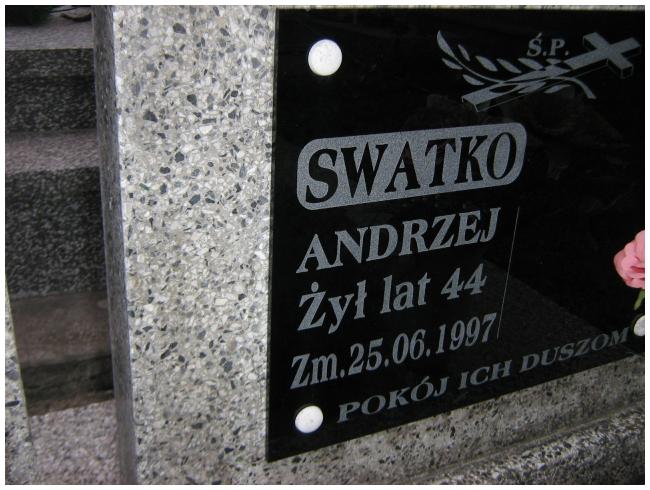 Ś.P.
SWATKO
ANDRZEJ
Żył lat 44
Zm.25.06.1997
POKÓJ ICH DUSZOM